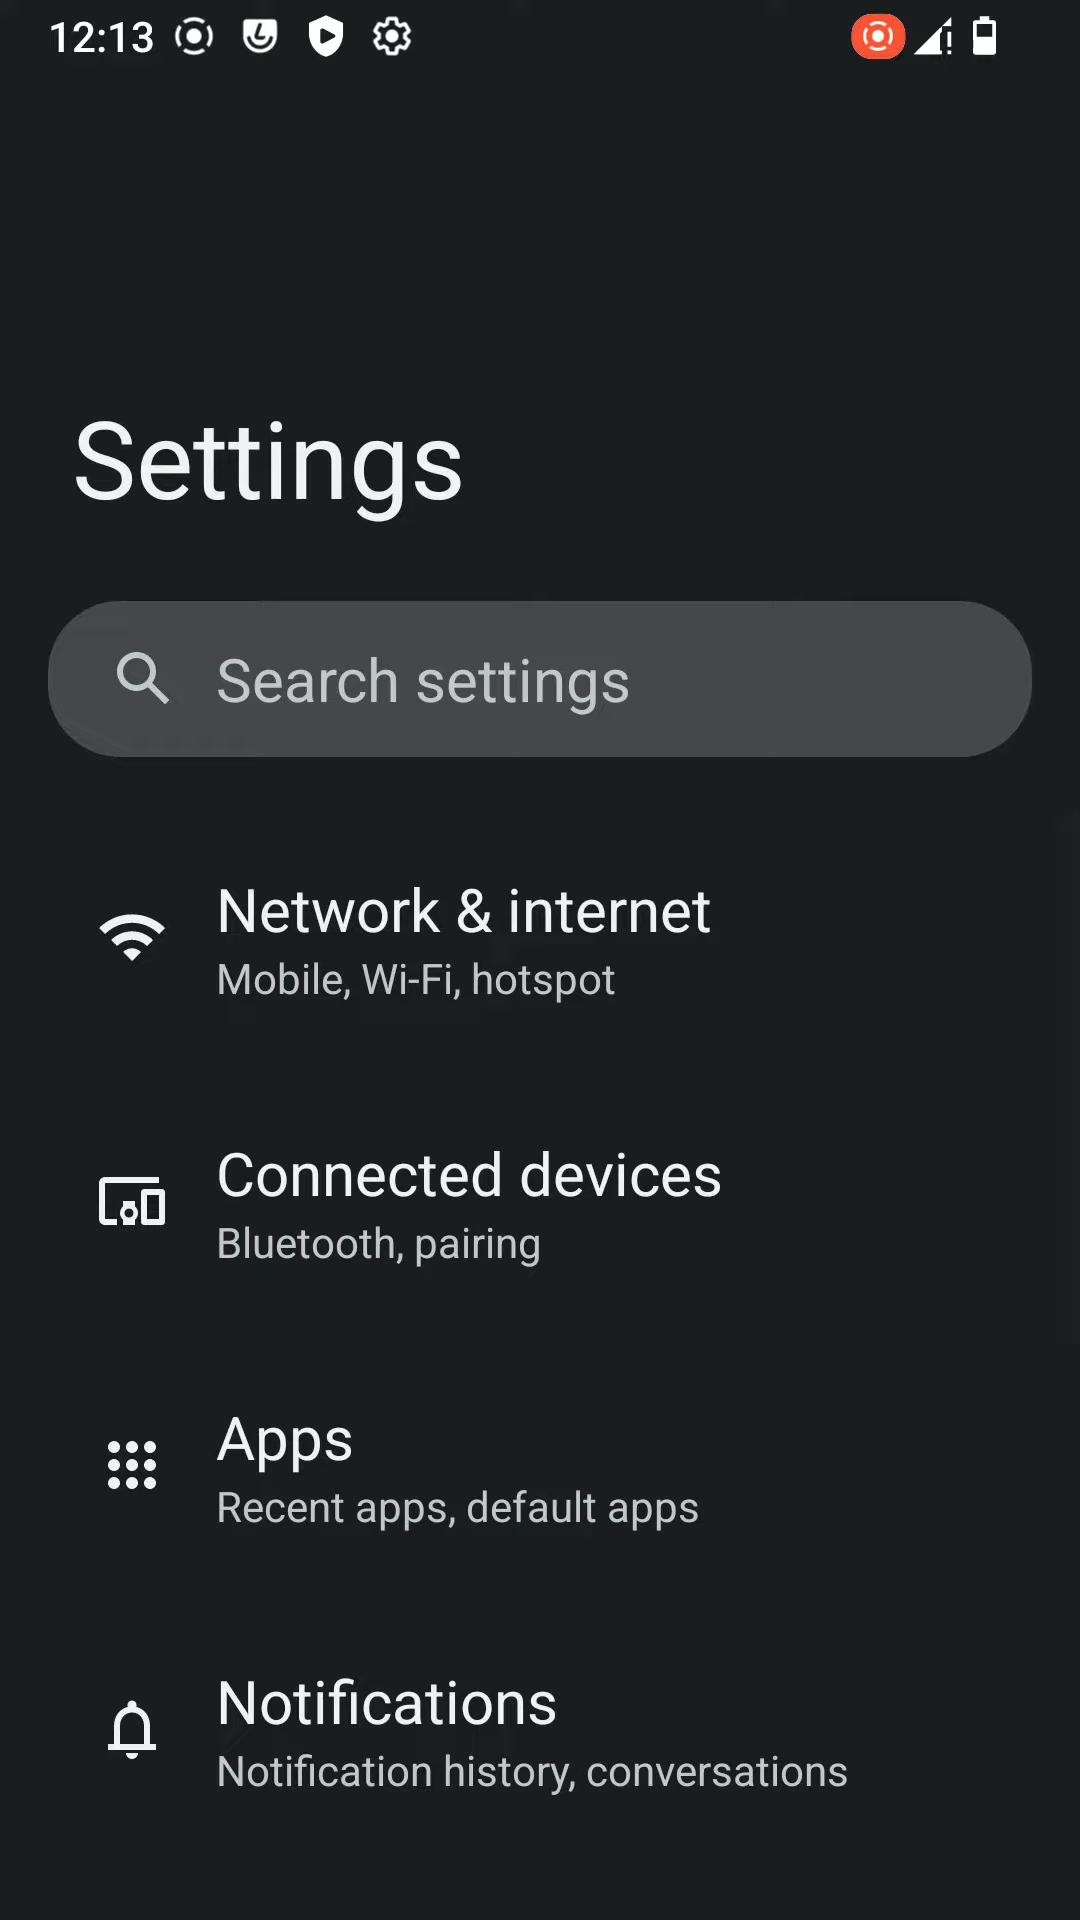 12:13
Settings
Search settings
Network & internet
Mobile, Wi-Fi, hotspot
Connected devices
Bluetooth, pairing
Apps
Recent apps, default apps
Notifications
Notification history, conversations